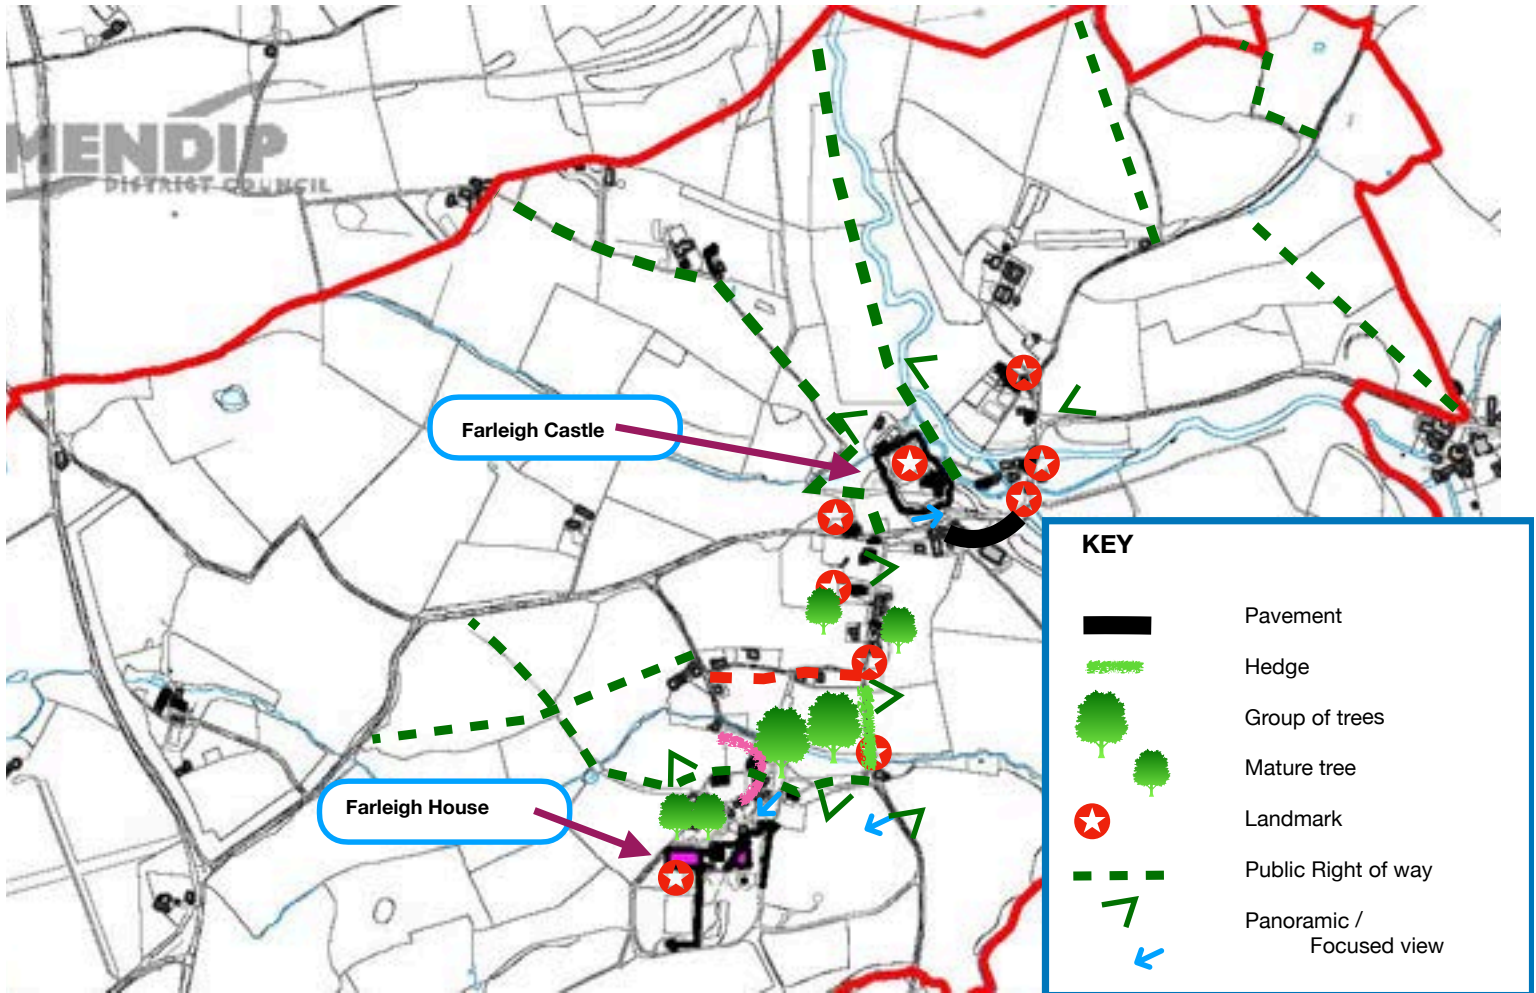 MENDIP
DISTRICT COUNCIL
Farleigh Castle
Farleigh House
KEY
Pavement
Hedge
Group of trees
Mature tree
Landmark
Public Right of way
Panoramic /
Focused view